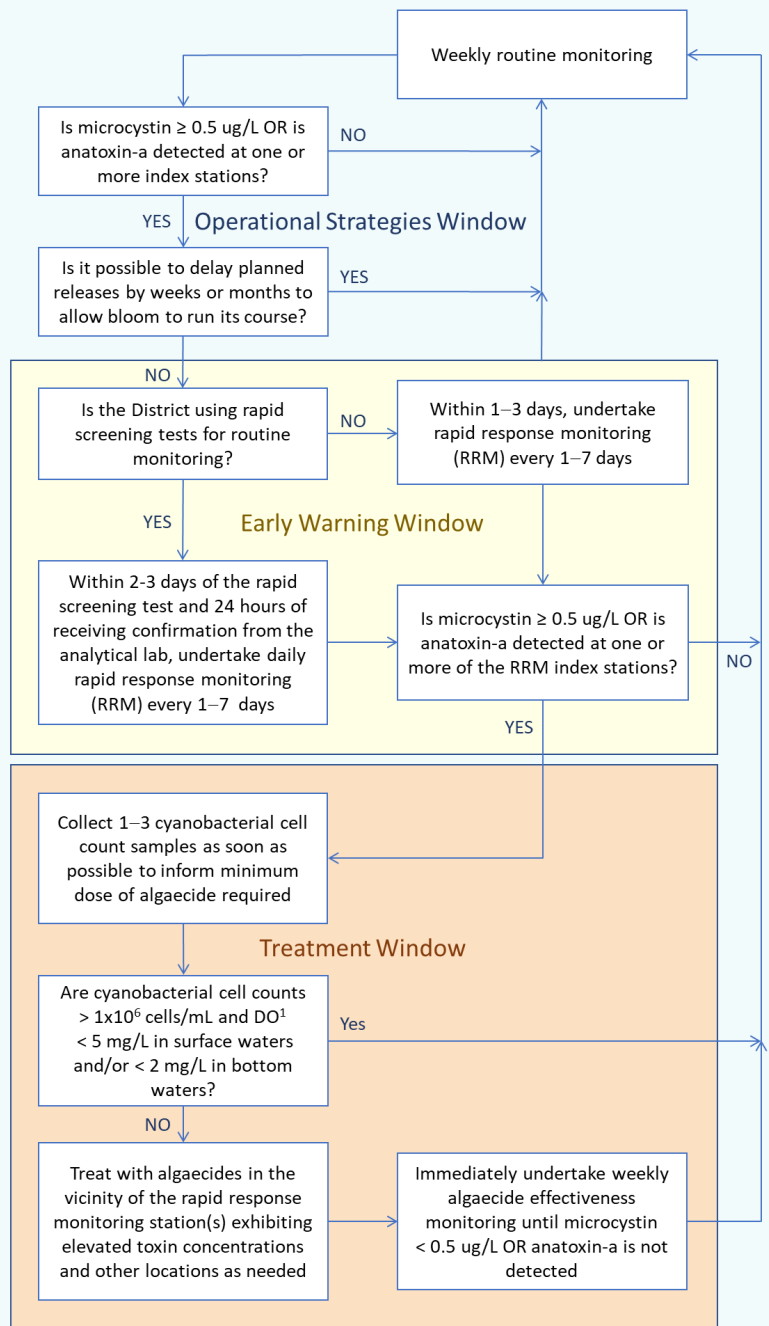 Weekly routine monitoring
Is microcystin ≥ 0.5 ug/L OR is
anatoxin-a detected at one or
more index stations?
NO
YES
Operational Strategies Window
Is it possible to delay planned
releases by weeks or months to
allow bloom to run its course?
YES
NO
Is the District using rapid
screening tests for routine
monitoring?
NO
Within 1–3 days, undertake
rapid response monitoring
(RRM) every 1–7 days
YES
Early Warning Window
Within 2-3 days of the rapid
screening test and 24 hours of
receiving confirmation from the
analytical lab, undertake daily
rapid response monitoring
(RRM) every 1–7 days
Is microcystin ≥ 0.5 ug/L OR is
anatoxin-a detected at one or
more of the RRM index stations?
NO
YES
Collect 1–3 cyanobacterial cell
count samples as soon as
possible to inform minimum
dose of algaecide required
Treatment Window
Are cyanobacterial cell counts
> 1x10⁶ cells/mL and DO¹
< 5 mg/L in surface waters
and/or < 2 mg/L in bottom
waters?
Yes
NO
Treat with algaecides in the
vicinity of the rapid response
monitoring station(s) exhibiting
elevated toxin concentrations
and other locations as needed
Immediately undertake weekly
algaecide effectiveness
monitoring until microcystin
< 0.5 ug/L OR anatoxin-a is not
detected